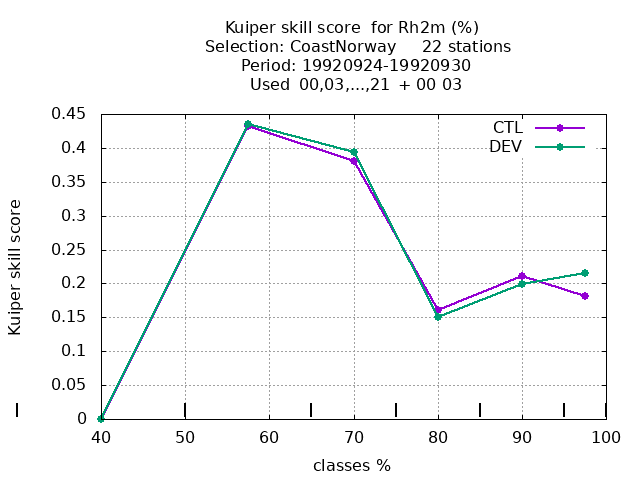 Kuiper skill score for Rh2m (%)
Selection: CoastNorway 22 stations
Period: 19920924-19920930
Used 00,03,...,21 + 00 03
CTL
DEV
0.45
0.4
0.35
0.3
0.25
0.2
0.15
0.1
0.05
0
Kuiper skill score
40 50 60 70 80 90 100
classes %